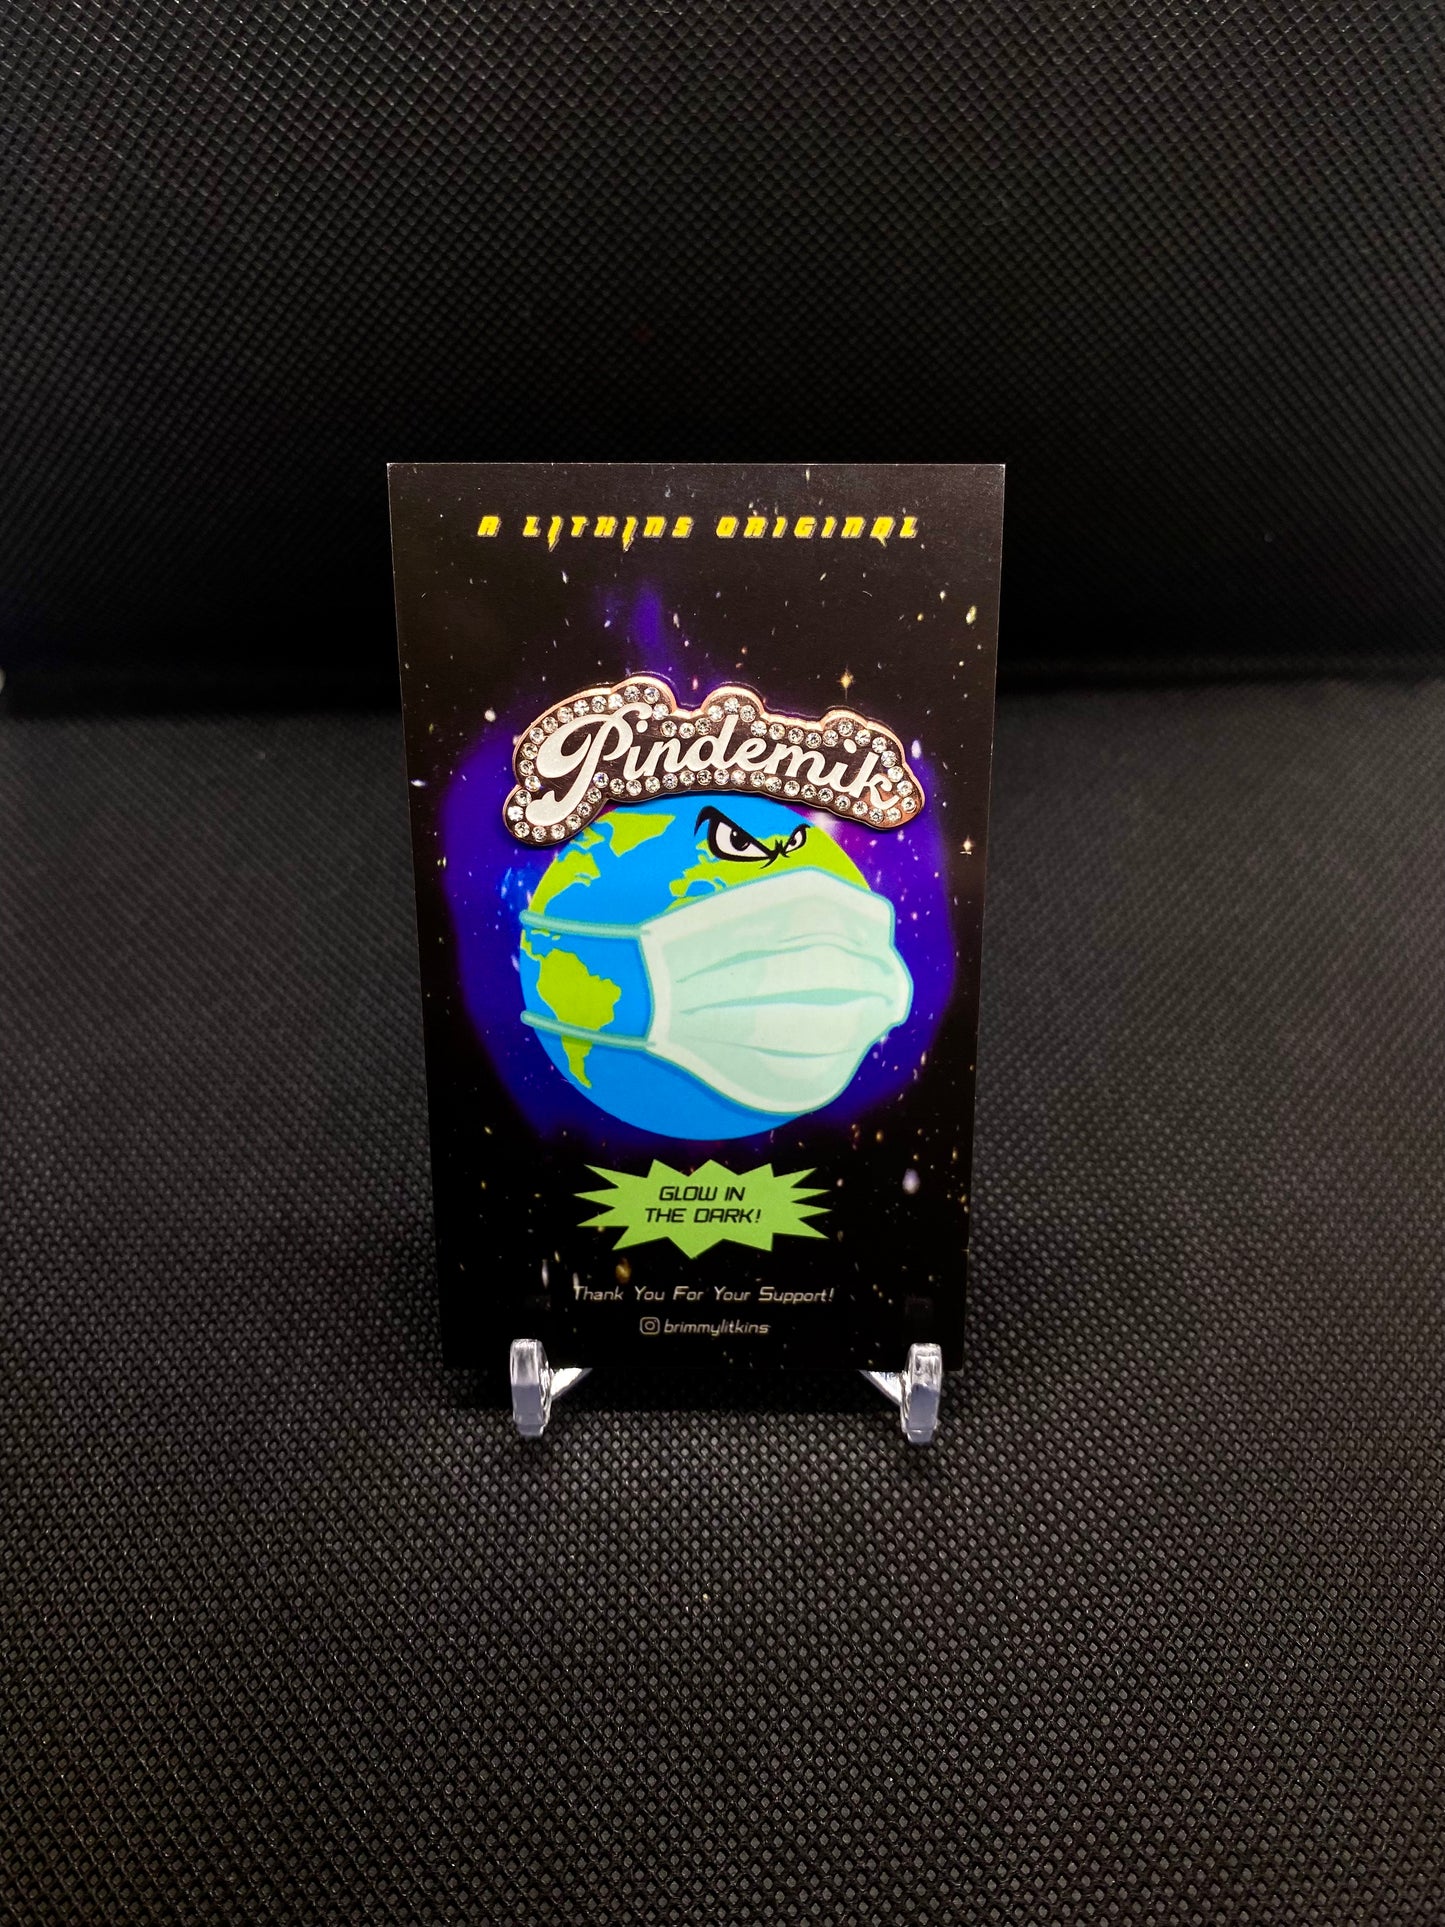 A LITKINS ORIGINAL
Pindemik
GLOW IN
THE DARK!
Thank You For Your Support!
brimmylitkins